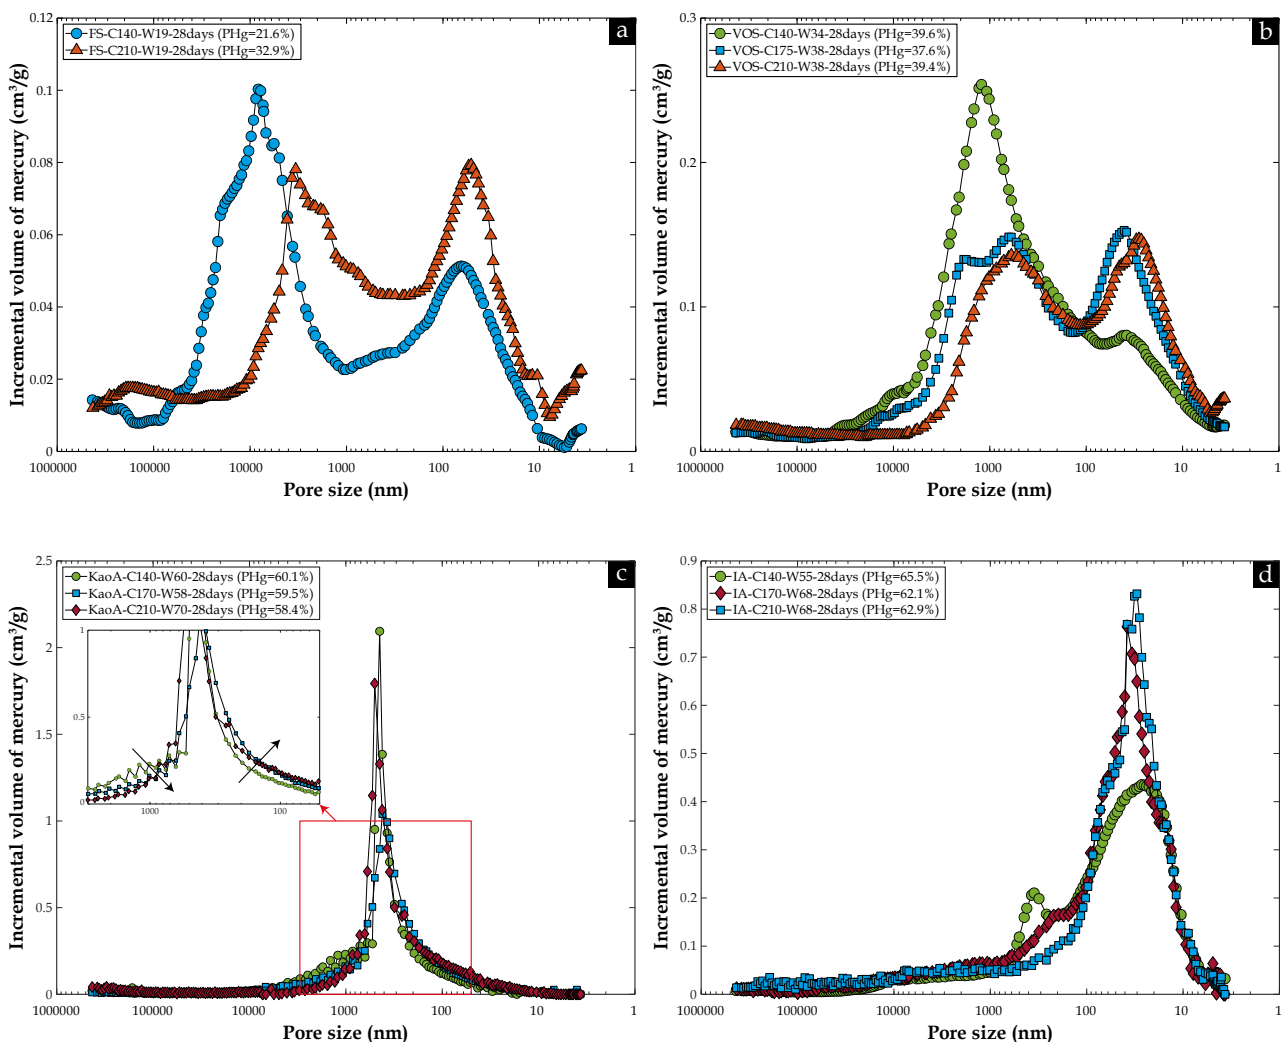 a
FS-C140-W19-28days (PHg=21.6%)
FS-C210-W19-28days (PHg=32.9%)
0.12
0.1
0.08
0.06
0.04
0.02
0
1000000 100000 10000 1000 100 10 1
Pore size (nm)
Incremental volume of mercury (cm³/g)
b
VOS-C140-W34-28days (PHg=39.6%)
VOS-C175-W38-28days (PHg=37.6%)
VOS-C210-W38-28days (PHg=39.4%)
0.3
0.2
0.1
0
1000000 100000 10000 1000 100 10 1
Pore size (nm)
Incremental volume of mercury (cm³/g)
c
KaoA-C140-W60-28days (PHg=60.1%)
KaoA-C170-W58-28days (PHg=59.5%)
KaoA-C210-W70-28days (PHg=58.4%)
2.5
2
1.5
1
0.5
0
1
0.5
0
1000 100
1000000 100000 10000 1000 100 10 1
Pore size (nm)
Incremental volume of mercury (cm³/g)
d
IA-C140-W55-28days (PHg=65.5%)
IA-C170-W68-28days (PHg=62.1%)
IA-C210-W68-28days (PHg=62.9%)
0.9
0.8
0.7
0.6
0.5
0.4
0.3
0.2
0.1
0
1000000 100000 10000 1000 100 10 1
Pore size (nm)
Incremental volume of mercury (cm³/g)